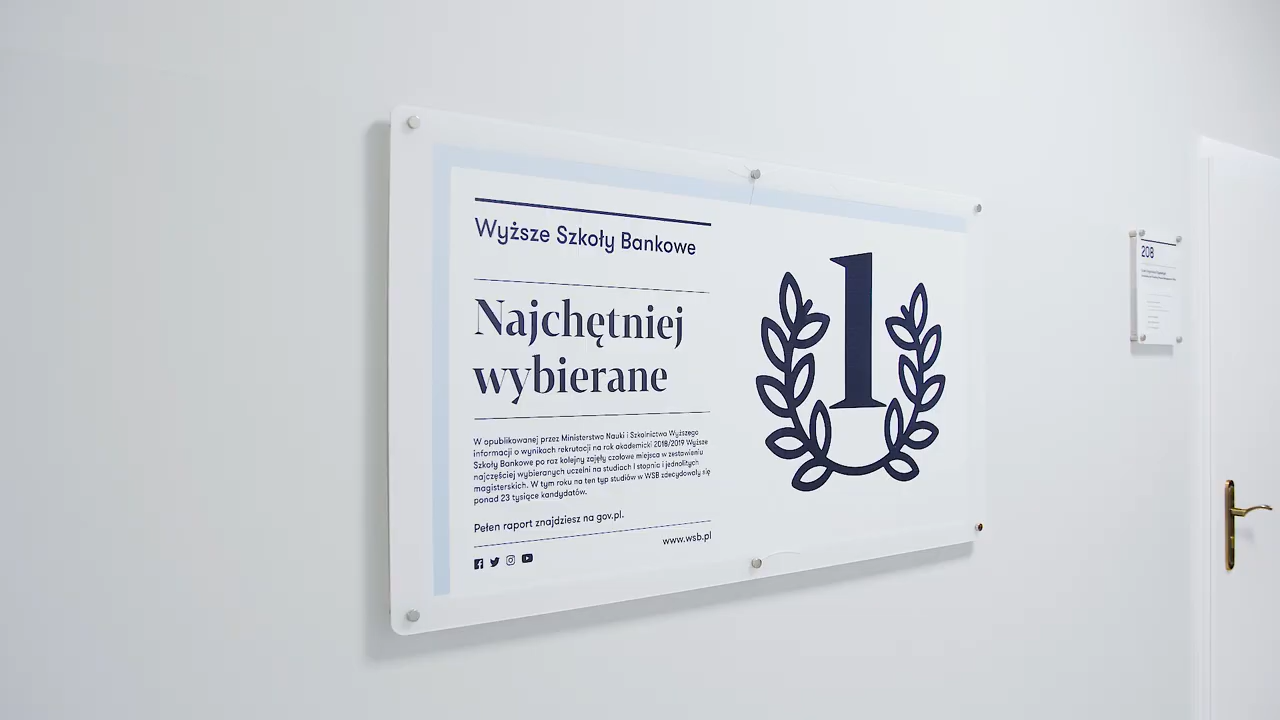 Wyższe Szkoły Bankowe
Najchętniej
wybierane
W opublikowanej przez Ministerstwo Nauki i Szkolnictwa Wyższego
informacji o wynikach rekrutacji na rok akademicki 2018/2019 Wyższe
Szkoły Bankowe po raz kolejny zajęły czołowe miejsca w zestawieniu
najczęściej wybieranych uczelni na studiach I stopnia i jednolitych
magisterskich. W tym roku na ten typ studiów w WSB zdecydowały się
ponad 23 tysiące kandydatów.
Pełen raport znajdziesz na gov.pl.
www.wsb.pl
1
208